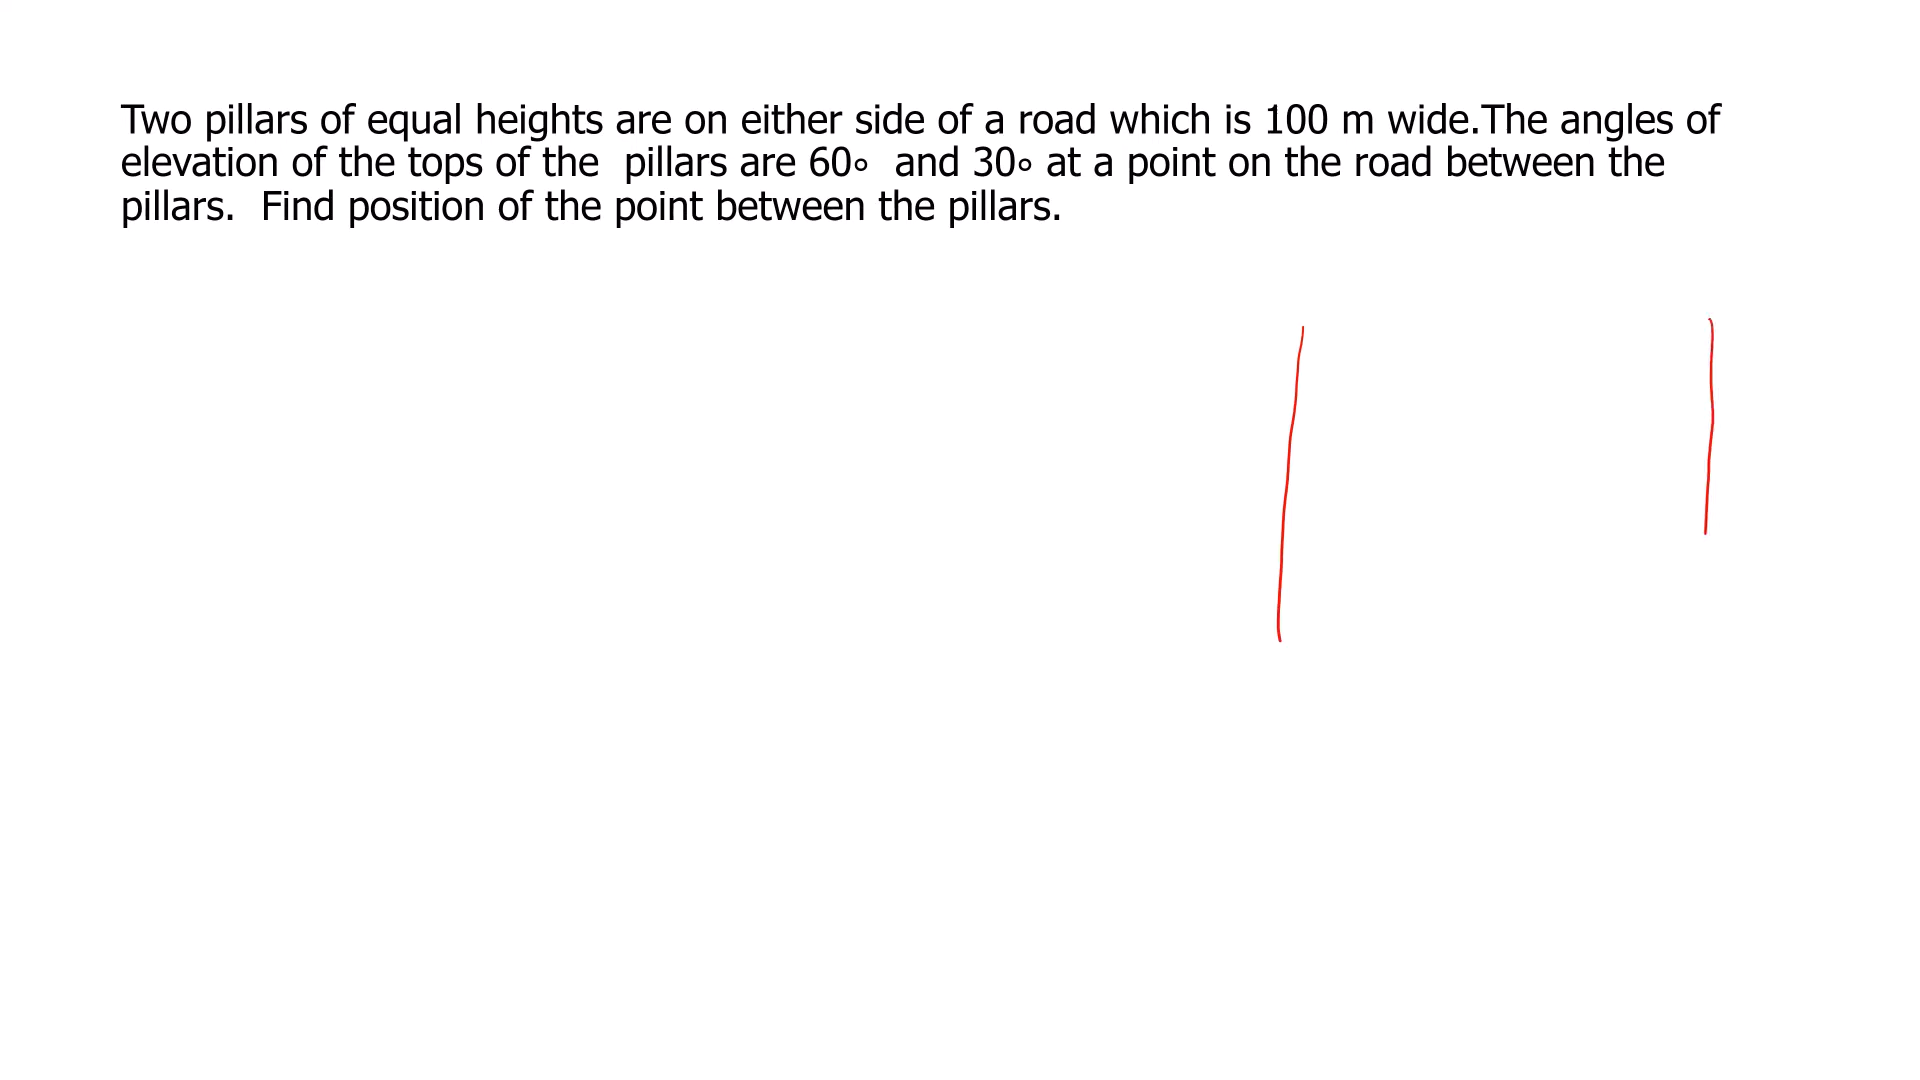 Two pillars of equal heights are on either side of a road which is 100 m wide.The angles of
elevation of the tops of the  pillars are 60∘  and 30∘ at a point on the road between the
pillars.  Find position of the point between the pillars.